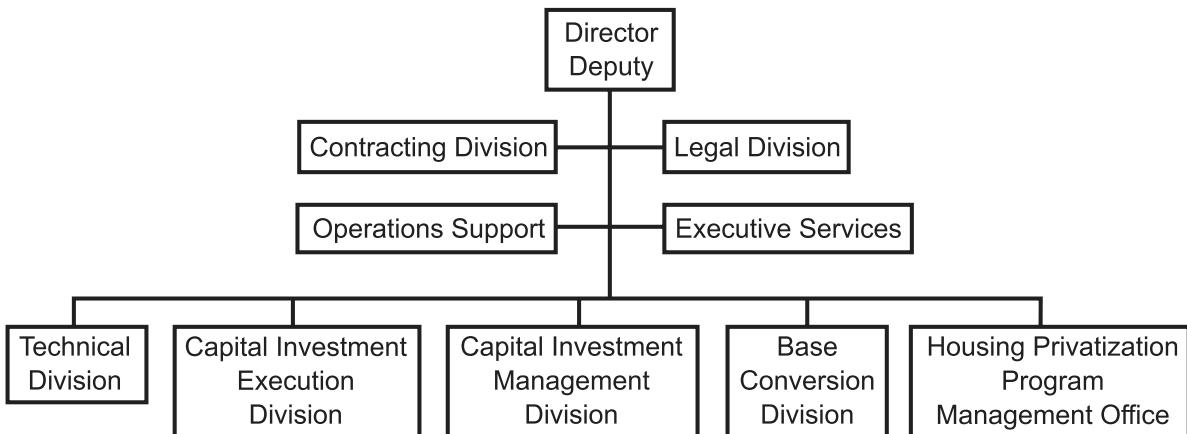 Director
Deputy
Contracting Division
Legal Division
Operations Support
Executive Services
Technical
Division
Capital Investment
Execution
Division
Capital Investment
Management
Division
Base
Conversion
Division
Housing Privatization
Program
Management Office